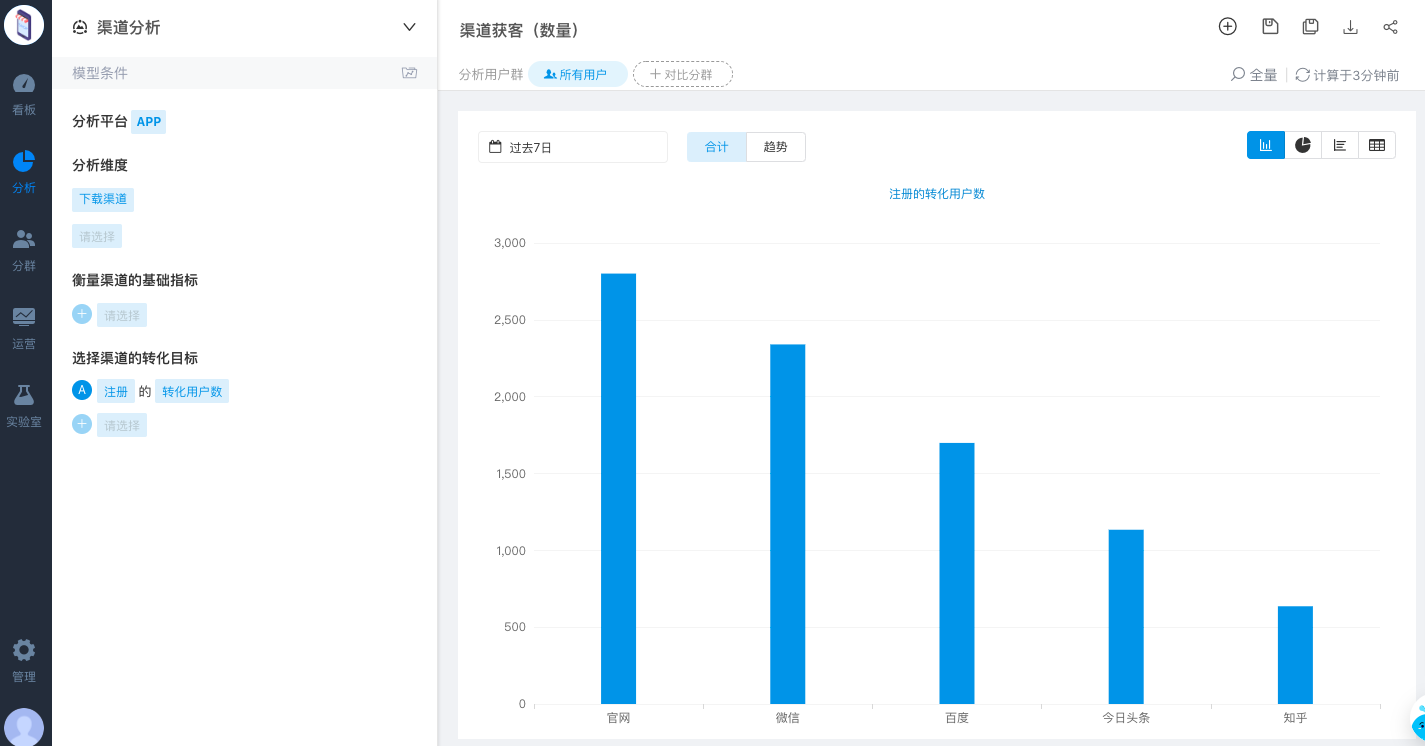 看板
分析
分群
运营
实验室
管理
渠道分析
模型条件
分析平台 APP
分析维度
下载渠道
请选择
衡量渠道的基础指标
请选择
选择渠道的转化目标
A 注册 的 转化用户数
请选择
渠道获客（数量）
分析用户群 所有用户 对比分群
全量 计算于3分钟前
过去7日 合计 趋势
注册的转化用户数
3,000
2,500
2,000
1,500
1,000
500
0
官网 微信 百度 今日头条 知乎